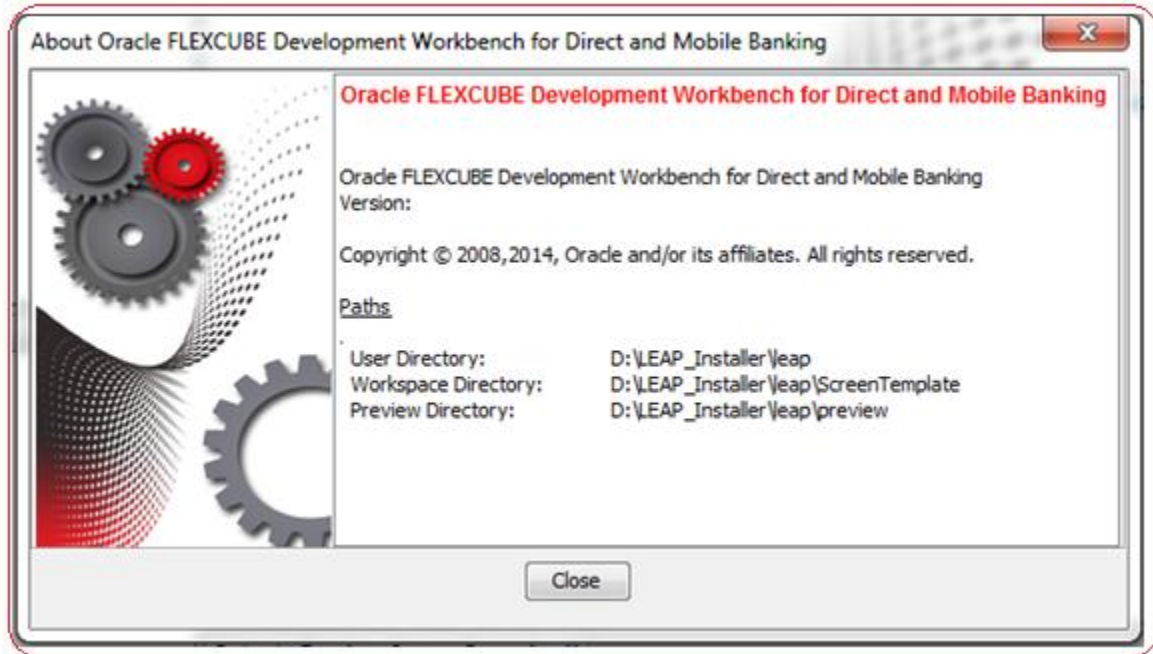 About Oracle FLEXCUBE Development Workbench for Direct and Mobile Banking
Oracle FLEXCUBE Development Workbench for Direct and Mobile Banking
Oracle FLEXCUBE Development Workbench for Direct and Mobile Banking
Version:
Copyright © 2008,2014, Oracle and/or its affiliates. All rights reserved.
Paths
User Directory: D:\LEAP_Installer\leap
Workspace Directory: D:\LEAP_Installer\leap\ScreenTemplate
Preview Directory: D:\LEAP_Installer\leap\preview
Close